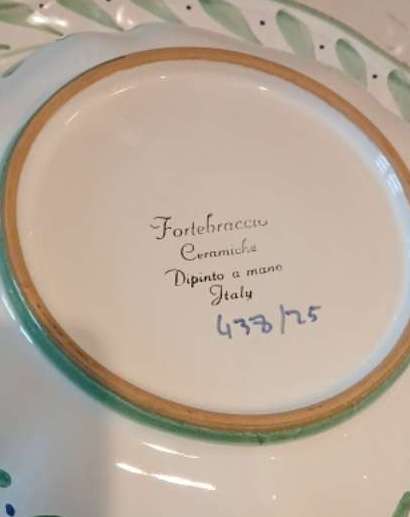 Fortebraccio
Ceramiche
Dipinto a mano
Italy
438/25